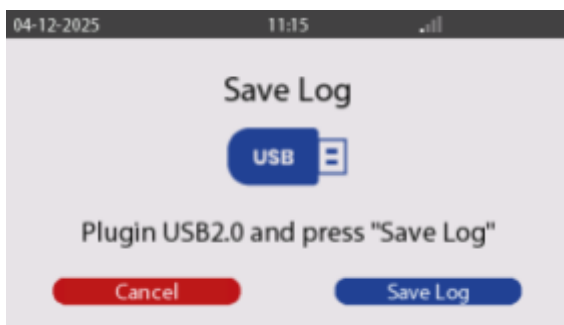 04-12-2025 11:15
Save Log
USB
Plugin USB2.0 and press "Save Log"
Cancel Save Log